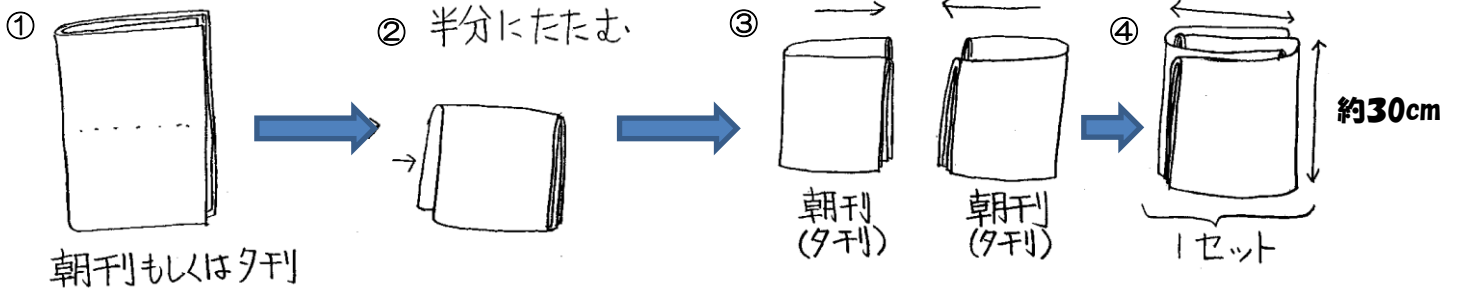 ①
朝刊もしくは夕刊
② 半分にたたむ
③
朝刊
(夕刊)
朝刊
(夕刊)
④
約30cm
1セット